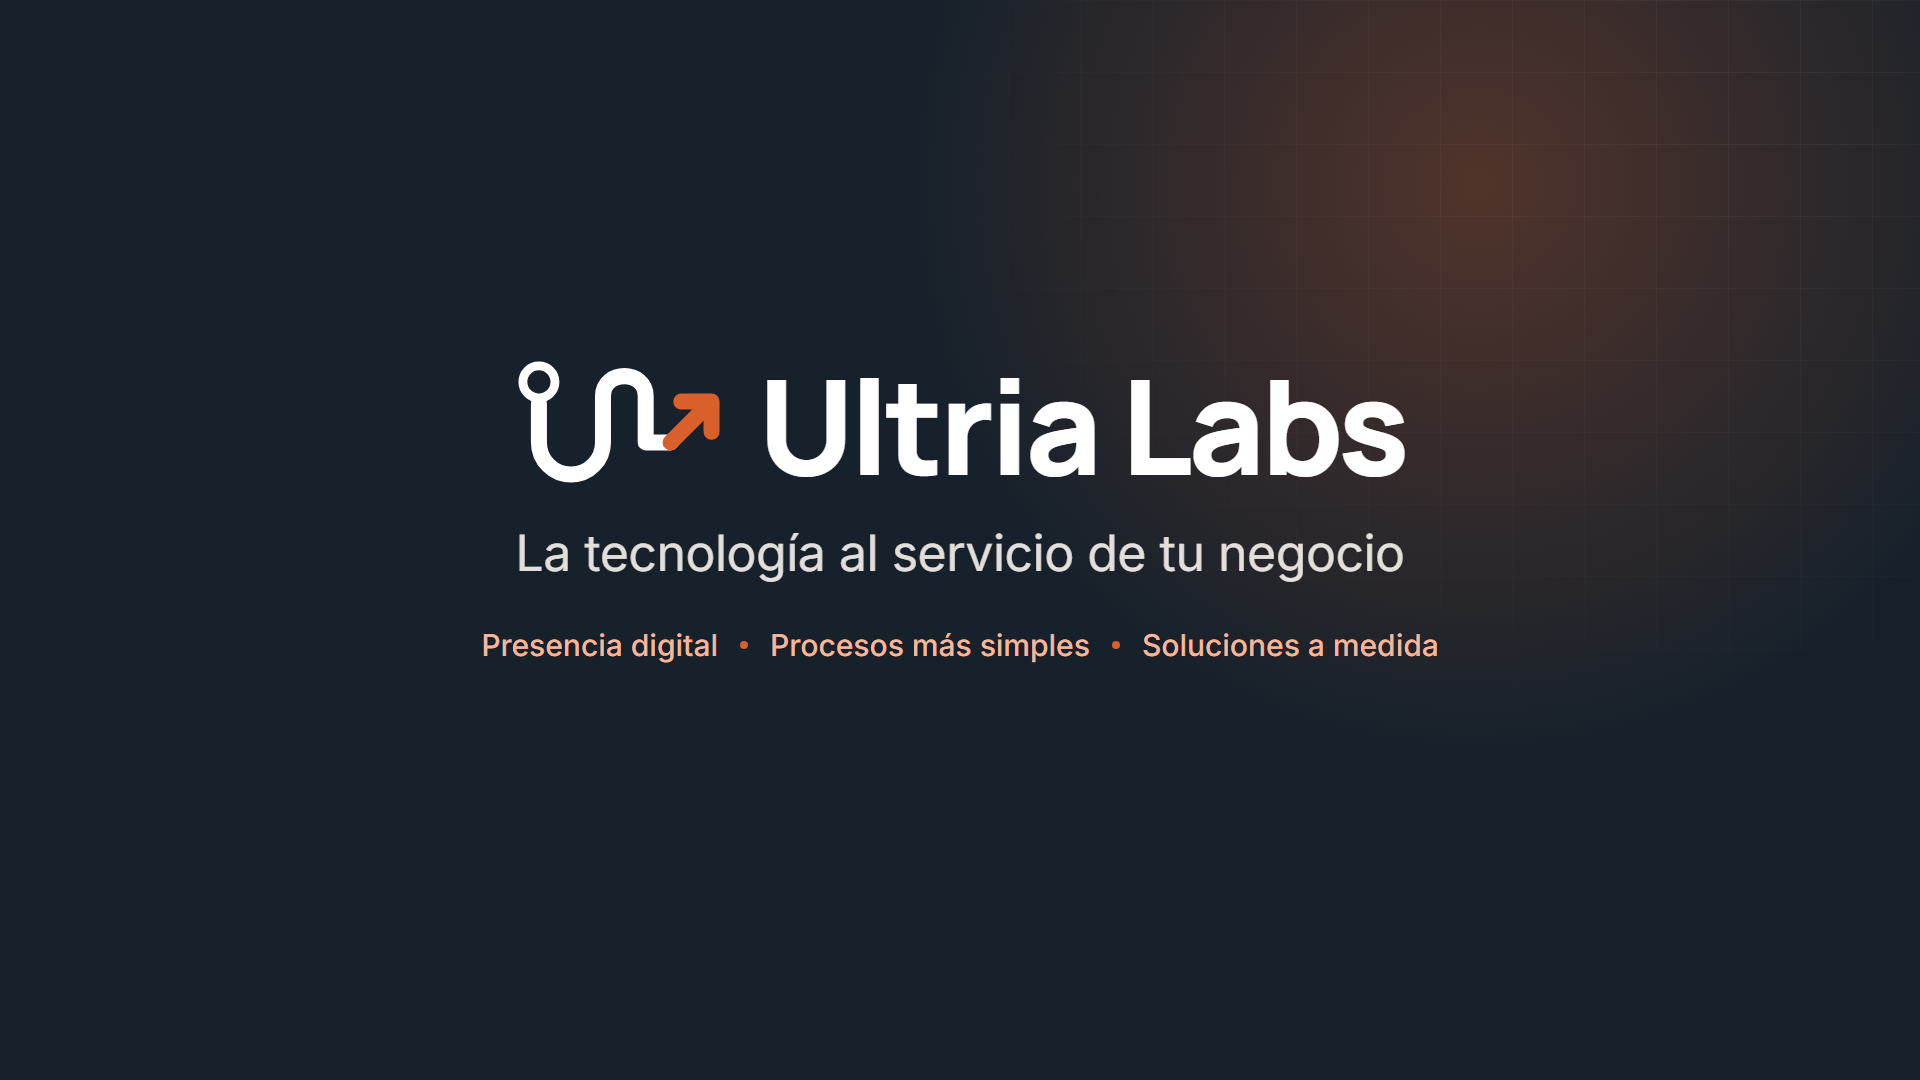 Ultria Labs
La tecnología al servicio de tu negocio
Presencia digital • Procesos más simples • Soluciones a medida